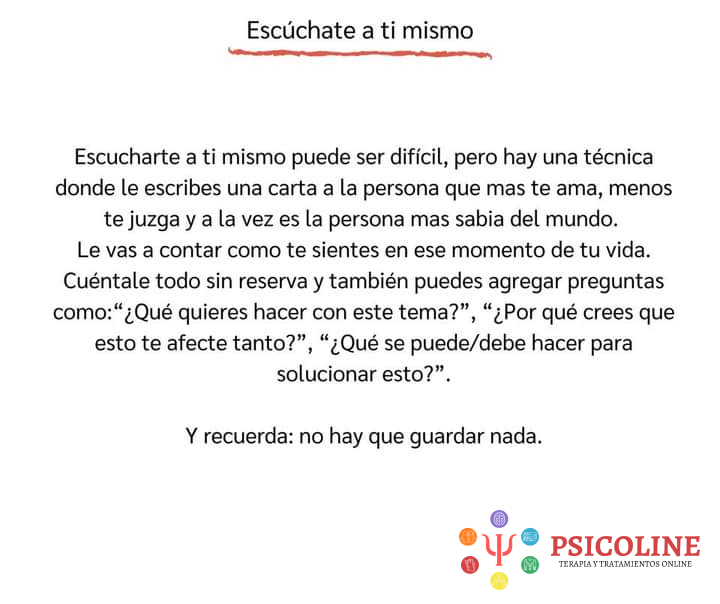 Escúchate a ti mismo
Escucharte a ti mismo puede ser difícil, pero hay una técnica
donde le escribes una carta a la persona que mas te ama, menos
te juzga y a la vez es la persona mas sabia del mundo.
Le vas a contar como te sientes en ese momento de tu vida.
Cuéntale todo sin reserva y también puedes agregar preguntas
como:“¿Qué quieres hacer con este tema?”, “¿Por qué crees que
esto te afecte tanto?”, “¿Qué se puede/debe hacer para
solucionar esto?”.
Y recuerda: no hay que guardar nada.
PSICOLINE
TERAPIA Y TRATAMIENTOS ONLINE